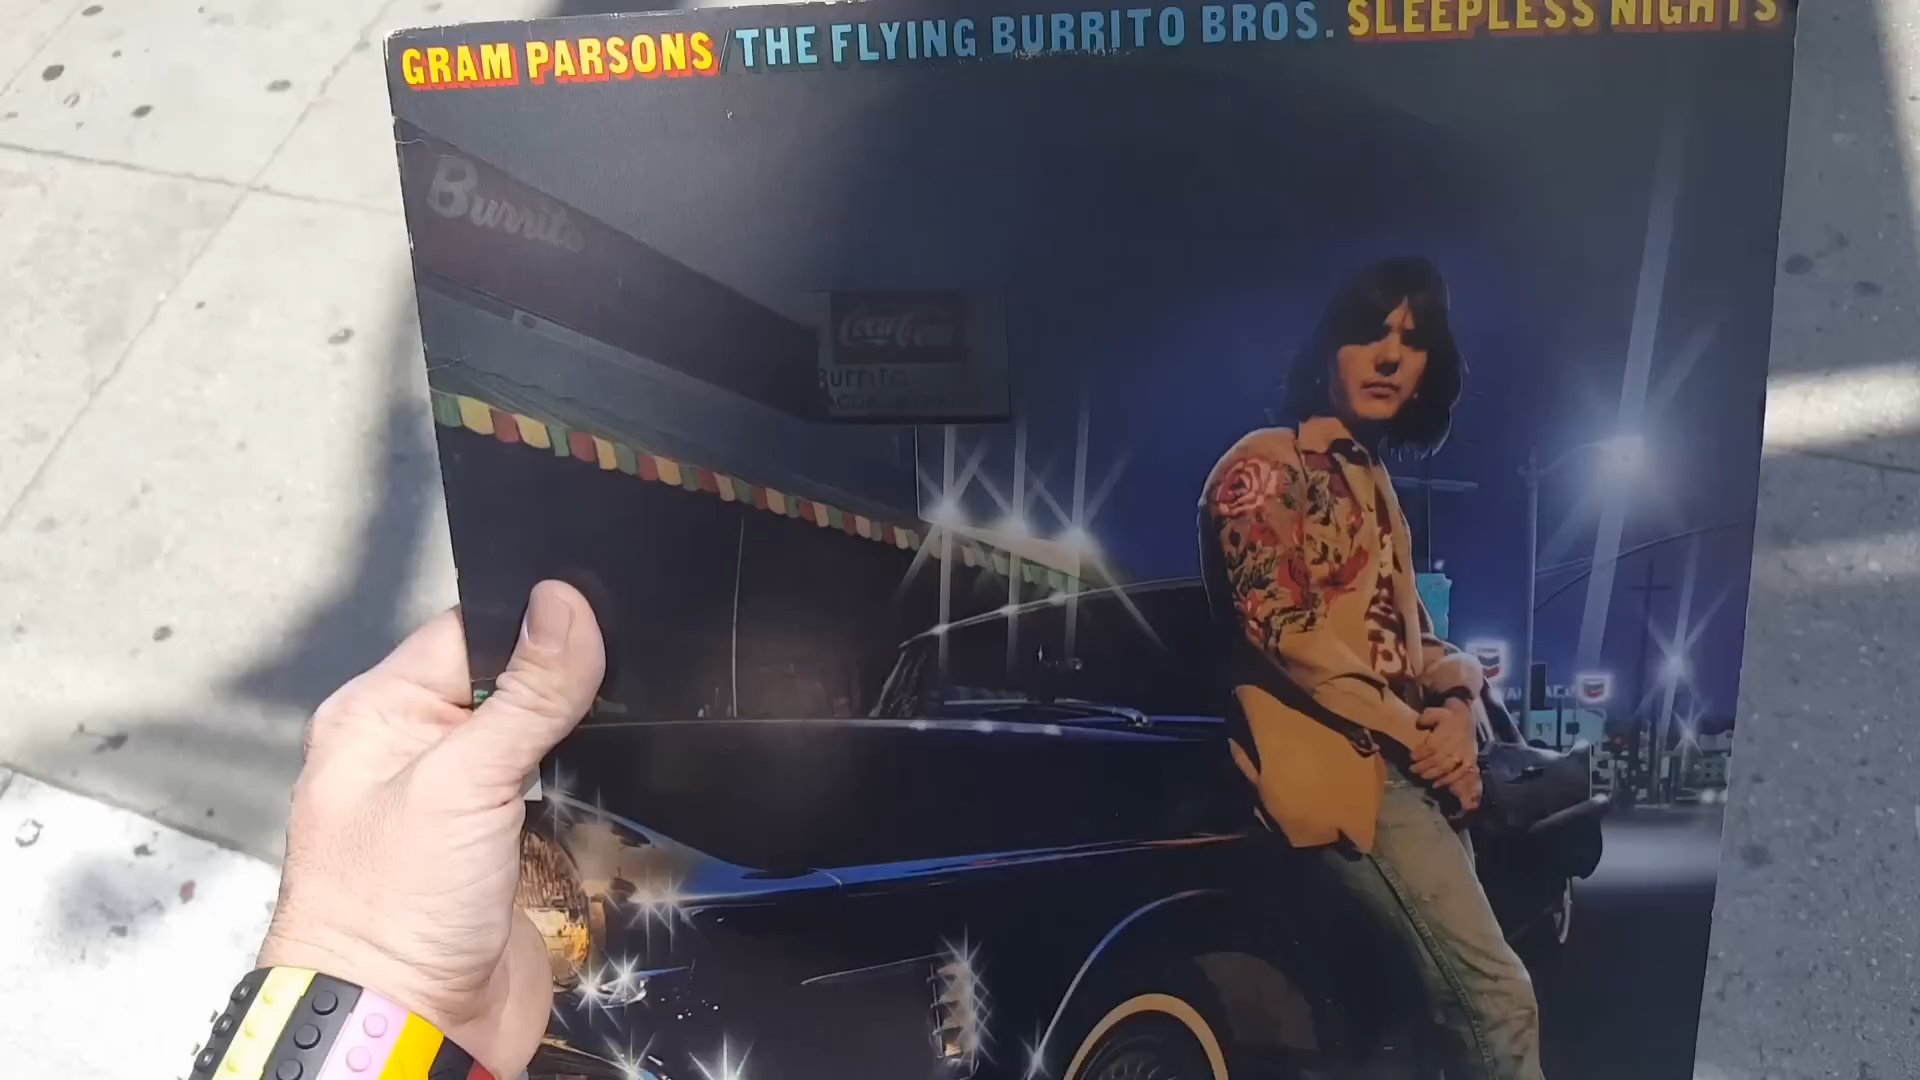 GRAM PARSONS/THE FLYING BURRITO BROS. SLEEPLESS NIGHTS
Burrito
Coca-Cola
BURRITO